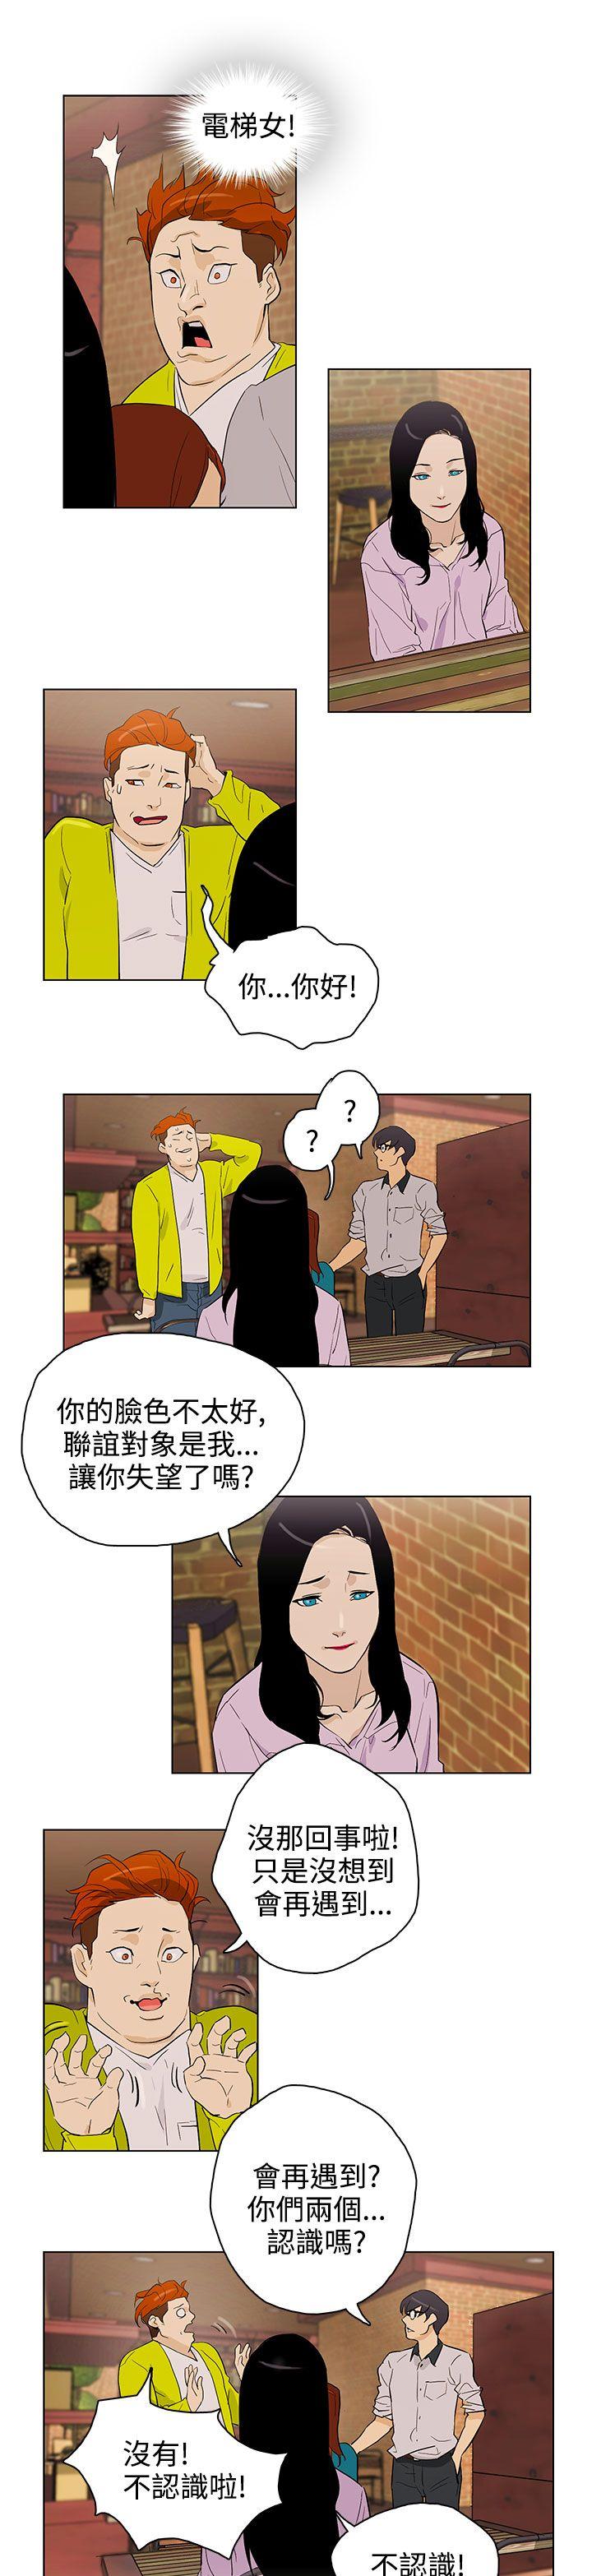 電梯女!
你...你好!
?
?
你的臉色不太好,
聯誼對象是我...
讓你失望了嗎?
沒那回事啦!
只是沒想到
會再遇到...
會再遇到?
你們兩個...
認識嗎?
沒有!
不認識啦!
不認識!